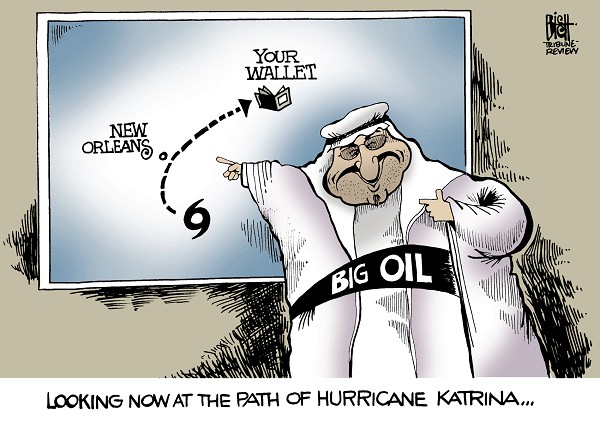 BiSH
TRIBUNE-
REVIEW
YOUR
WALLET
NEW
ORLEANS
BIG OIL
LOOKING NOW AT THE PATH OF HURRICANE KATRINA...